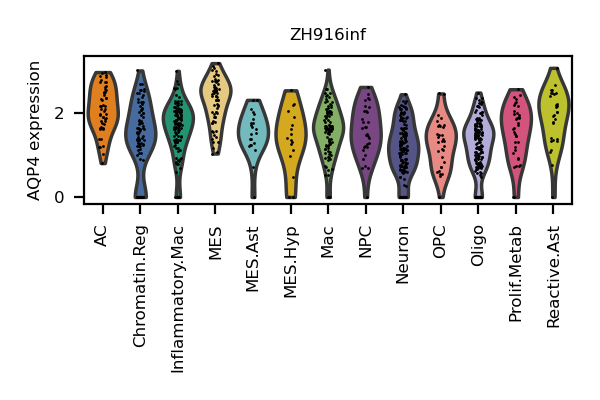 ZH916inf
AQP4 expression
2
0
AC
Chromatin.Reg
Inflammatory.Mac
MES
MES.Ast
MES.Hyp
Mac
NPC
Neuron
OPC
Oligo
Prolif.Metab
Reactive.Ast